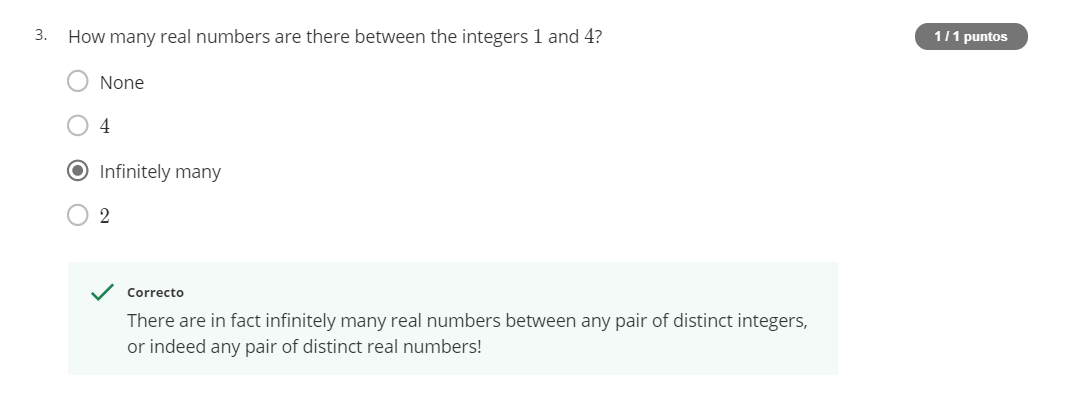 3. How many real numbers are there between the integers 1 and 4?
1 / 1 puntos
None
4
Infinitely many
2
Correcto
There are in fact infinitely many real numbers between any pair of distinct integers,
or indeed any pair of distinct real numbers!